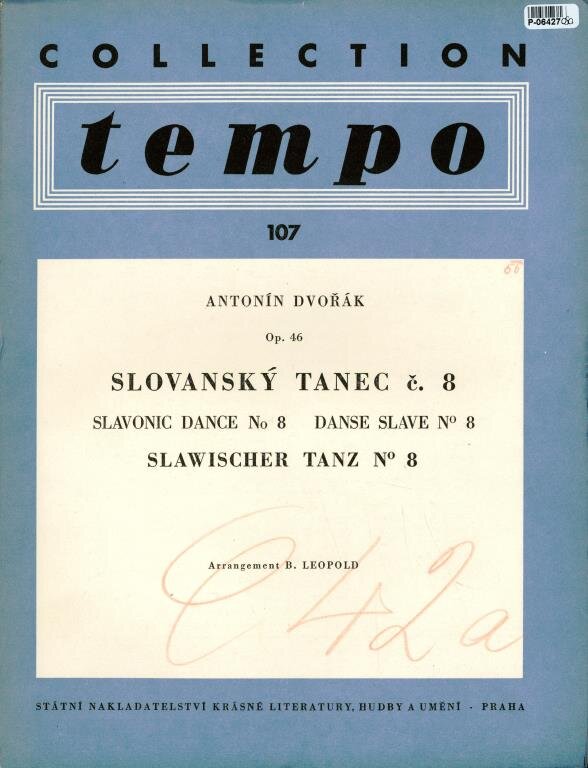 P-06427
COLLECTION
tempo
107
ANTONÍN DVOŘÁK
Op. 46
SLOVANSKÝ TANEC č. 8
SLAVONIC DANCE No 8 DANSE SLAVE Nº 8
SLAWISCHER TANZ Nº 8
Arrangement B. LEOPOLD
C 42a
STÁTNÍ NAKLADATELSTVÍ KRÁSNÉ LITERATURY, HUDBY A UMĚNÍ · PRAHA